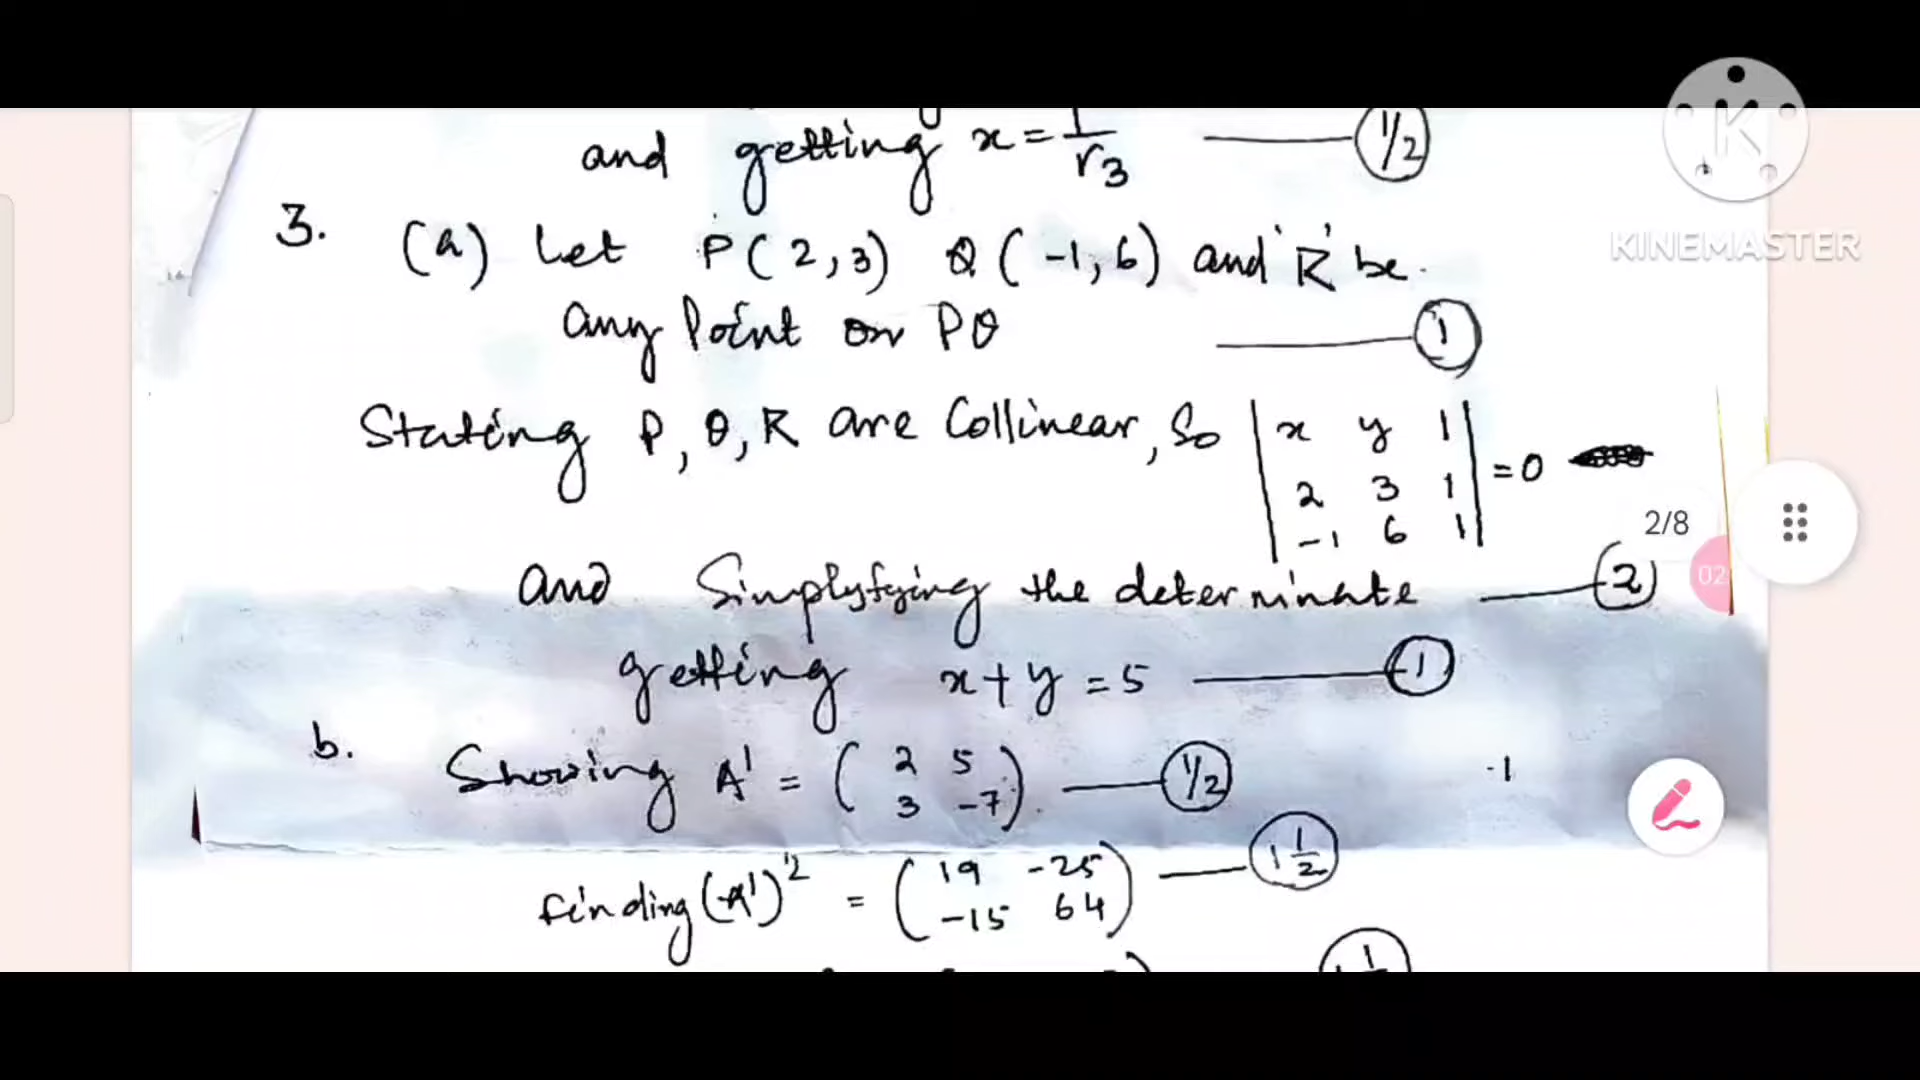 and getting x = 1/r3 ——— (1/2)
KINEMASTER
3. (a) Let P(2,3) Q(-1,6) and 'R' be
any Point on PQ ——— (1)
Stating P, Q, R are Collinear, So | x y 1 |
| 2 3 1 | = 0
| -1 6 1 |
2/8
02
and Simplyfying the determinate ——— (2)
getting x+y = 5 ——— (1)
b. Showing A' = ( 2 5
3 -7 ) ——— (1/2)
finding (A')² = ( 19 -25
-15 64 ) ——— (1 1/2)